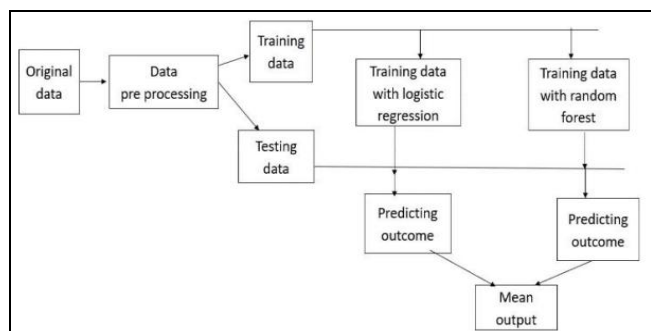 Original
data
Data
pre processing
Training
data
Testing
data
Training data
with logistic
regression
Training data
with random
forest
Predicting
outcome
Predicting
outcome
Mean
output